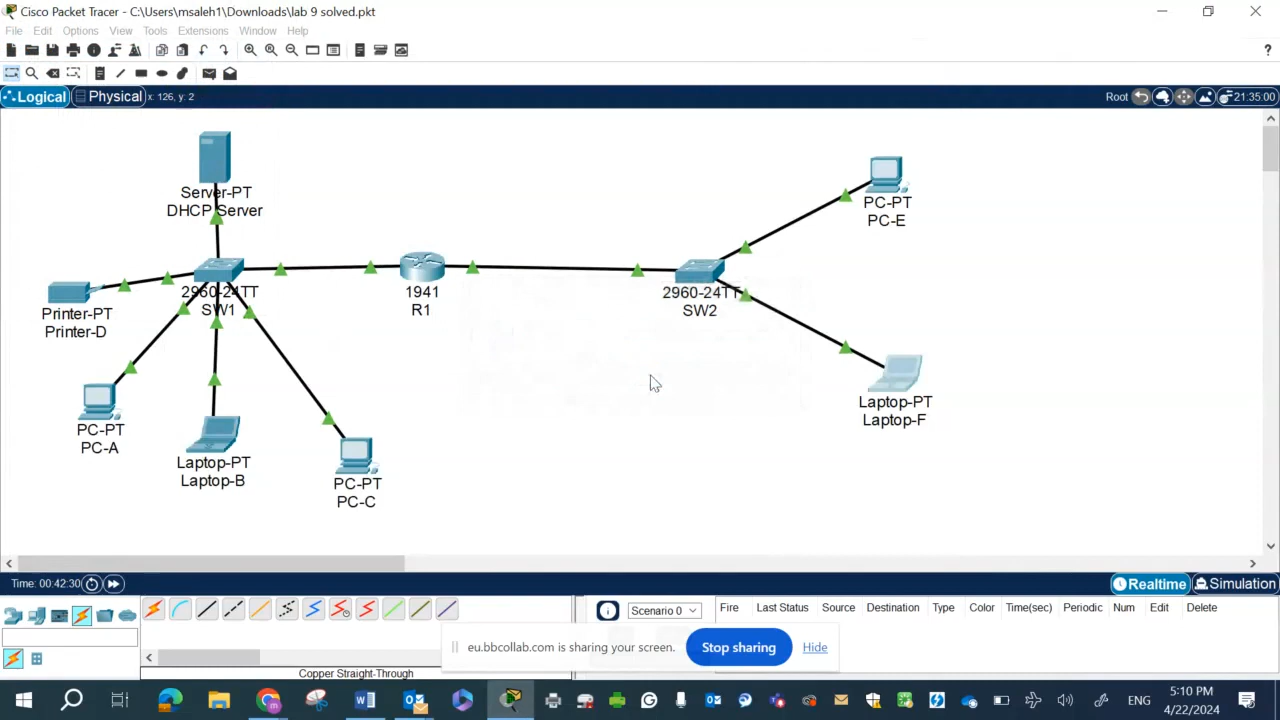 Cisco Packet Tracer - C:\Users\msaleh1\Downloads\lab 9 solved.pkt
File Edit Options View Tools Extensions Window Help
?
Logical Physical x: 126, y: 2 Root 21:35:00
Server-PT
DHCP Server
PC-PT
PC-E
2960-24TT
SW1
1941
R1
2960-24TT
SW2
Printer-PT
Printer-D
PC-PT
PC-A
Laptop-PT
Laptop-B
PC-PT
PC-C
Laptop-PT
Laptop-F
Time: 00:42:30 Realtime Simulation
Scenario 0 Fire Last Status Source Destination Type Color Time(sec) Periodic Num Edit Delete
eu.bbcollab.com is sharing your screen. Stop sharing Hide
Copper Straight-Through
ENG 5:10 PM
4/22/2024